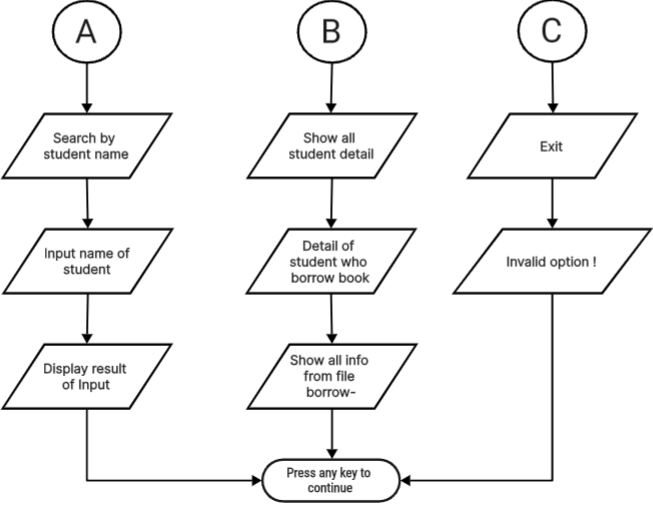 A
B
C
Search by
student name
Show all
student detail
Exit
Input name of
student
Detail of
student who
borrow book
Invalid option !
Display result
of Input
Show all info
from file
borrow-
Press any key to
continue